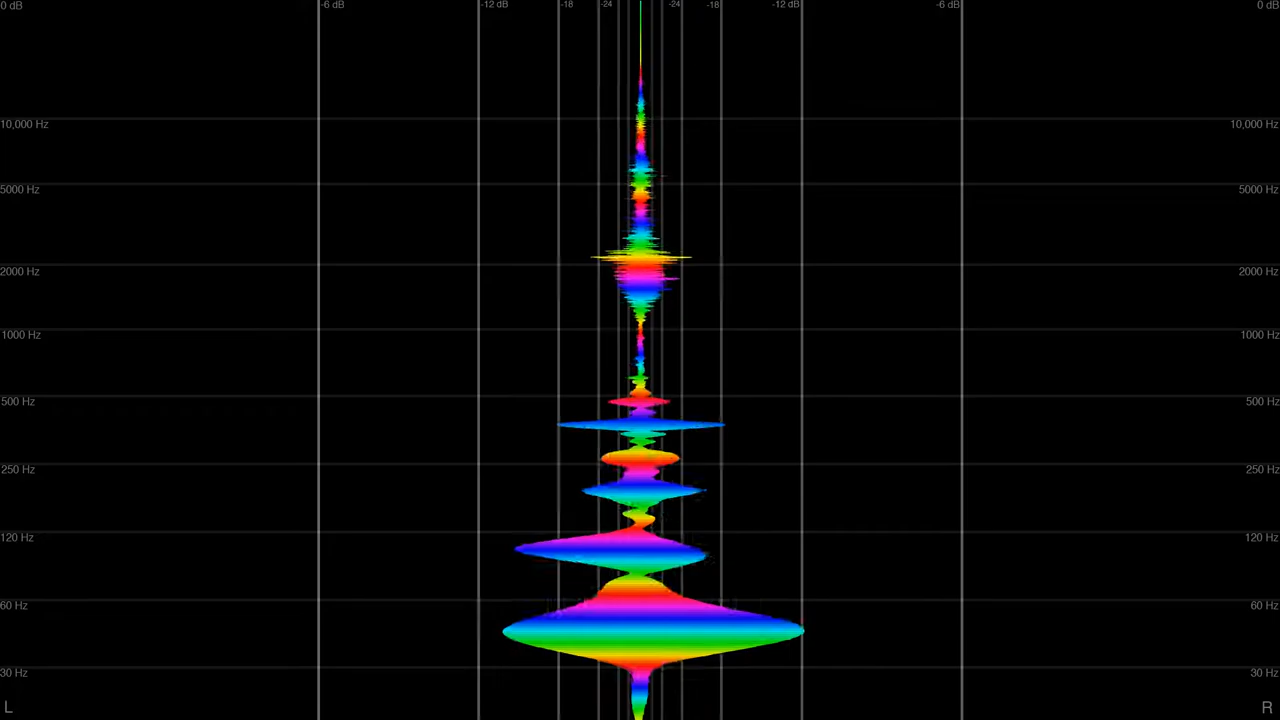 0 dB -6 dB -12 dB -18 -24 -24 -18 -12 dB -6 dB 0 dB
10,000 Hz 10,000 Hz
5000 Hz 5000 Hz
2000 Hz 2000 Hz
1000 Hz 1000 Hz
500 Hz 500 Hz
250 Hz 250 Hz
120 Hz 120 Hz
60 Hz 60 Hz
30 Hz 30 Hz
L R